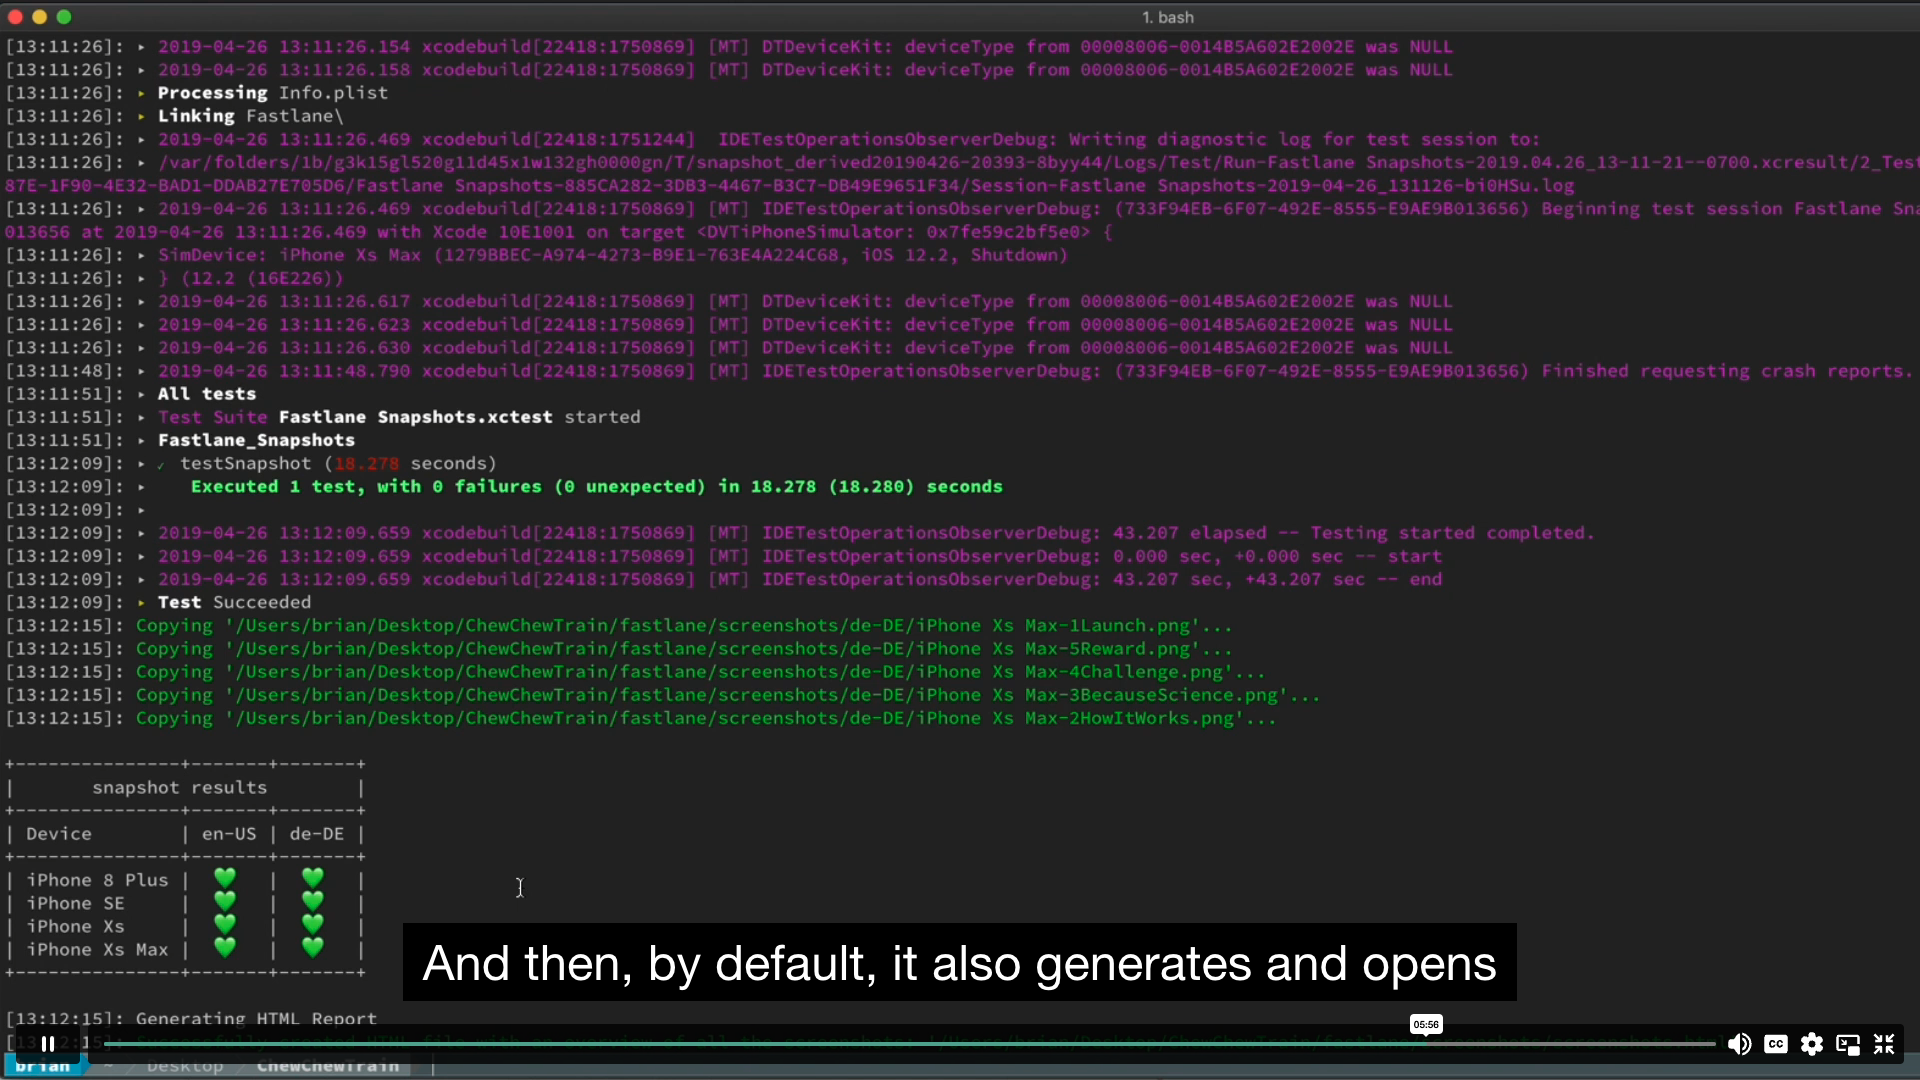 1. bash
[13:11:26]: ▸ 2019-04-26 13:11:26.154 xcodebuild[22418:1750869] [MT] DTDeviceKit: deviceType from 00008006-0014B5A602E2002E was NULL
[13:11:26]: ▸ 2019-04-26 13:11:26.158 xcodebuild[22418:1750869] [MT] DTDeviceKit: deviceType from 00008006-0014B5A602E2002E was NULL
[13:11:26]: ▸ Processing Info.plist
[13:11:26]: ▸ Linking Fastlane\
[13:11:26]: ▸ 2019-04-26 13:11:26.469 xcodebuild[22418:1751244]  IDETestOperationsObserverDebug: Writing diagnostic log for test session to:
[13:11:26]: ▸ /var/folders/1b/g3k15gl520g11d45x1w132gh0000gn/T/snapshot_derived20190426-20393-8byy44/Logs/Test/Run-Fastlane Snapshots-2019.04.26_13-11-21--0700.xcresult/2_Test
87E-1F90-4E32-BAD1-DDAB27E705D6/Fastlane Snapshots-885CA282-3DB3-4467-B3C7-DB49E9651F34/Session-Fastlane Snapshots-2019-04-26_131126-bi0HSu.log
[13:11:26]: ▸ 2019-04-26 13:11:26.469 xcodebuild[22418:1750869] [MT] IDETestOperationsObserverDebug: (733F94EB-6F07-492E-8555-E9AE9B013656) Beginning test session Fastlane Sna
013656 at 2019-04-26 13:11:26.469 with Xcode 10E1001 on target <DVTiPhoneSimulator: 0x7fe59c2bf5e0> {
[13:11:26]: ▸ SimDevice: iPhone Xs Max (1279BBEC-A974-4273-B9E1-763E4A224C68, iOS 12.2, Shutdown)
[13:11:26]: ▸ } (12.2 (16E226))
[13:11:26]: ▸ 2019-04-26 13:11:26.617 xcodebuild[22418:1750869] [MT] DTDeviceKit: deviceType from 00008006-0014B5A602E2002E was NULL
[13:11:26]: ▸ 2019-04-26 13:11:26.623 xcodebuild[22418:1750869] [MT] DTDeviceKit: deviceType from 00008006-0014B5A602E2002E was NULL
[13:11:26]: ▸ 2019-04-26 13:11:26.630 xcodebuild[22418:1750869] [MT] DTDeviceKit: deviceType from 00008006-0014B5A602E2002E was NULL
[13:11:48]: ▸ 2019-04-26 13:11:48.790 xcodebuild[22418:1750869] [MT] IDETestOperationsObserverDebug: (733F94EB-6F07-492E-8555-E9AE9B013656) Finished requesting crash reports.
[13:11:51]: ▸ All tests
[13:11:51]: ▸ Test Suite Fastlane Snapshots.xctest started
[13:11:51]: ▸ Fastlane_Snapshots
[13:12:09]: ▸ ✓ testSnapshot (18.278 seconds)
[13:12:09]: ▸ Executed 1 test, with 0 failures (0 unexpected) in 18.278 (18.280) seconds
[13:12:09]: ▸
[13:12:09]: ▸ 2019-04-26 13:12:09.659 xcodebuild[22418:1750869] [MT] IDETestOperationsObserverDebug: 43.207 elapsed -- Testing started completed.
[13:12:09]: ▸ 2019-04-26 13:12:09.659 xcodebuild[22418:1750869] [MT] IDETestOperationsObserverDebug: 0.000 sec, +0.000 sec -- start
[13:12:09]: ▸ 2019-04-26 13:12:09.659 xcodebuild[22418:1750869] [MT] IDETestOperationsObserverDebug: 43.207 sec, +43.207 sec -- end
[13:12:09]: ▸ Test Succeeded
[13:12:15]: Copying '/Users/brian/Desktop/ChewChewTrain/fastlane/screenshots/de-DE/iPhone Xs Max-1Launch.png'...
[13:12:15]: Copying '/Users/brian/Desktop/ChewChewTrain/fastlane/screenshots/de-DE/iPhone Xs Max-5Reward.png'...
[13:12:15]: Copying '/Users/brian/Desktop/ChewChewTrain/fastlane/screenshots/de-DE/iPhone Xs Max-4Challenge.png'...
[13:12:15]: Copying '/Users/brian/Desktop/ChewChewTrain/fastlane/screenshots/de-DE/iPhone Xs Max-3BecauseScience.png'...
[13:12:15]: Copying '/Users/brian/Desktop/ChewChewTrain/fastlane/screenshots/de-DE/iPhone Xs Max-2HowItWorks.png'...
+---------------+-------+-------+
| snapshot results |
+---------------+-------+-------+
| Device | en-US | de-DE |
+---------------+-------+-------+
| iPhone 8 Plus | 💚 | 💚 |
| iPhone SE | 💚 | 💚 |
| iPhone Xs | 💚 | 💚 |
| iPhone Xs Max | 💚 | 💚 |
+---------------+-------+-------+
And then, by default, it also generates and opens
[13:12:15]: Generating HTML Report
05:56
CC
brian ~ / Desktop / ChewChewTrain